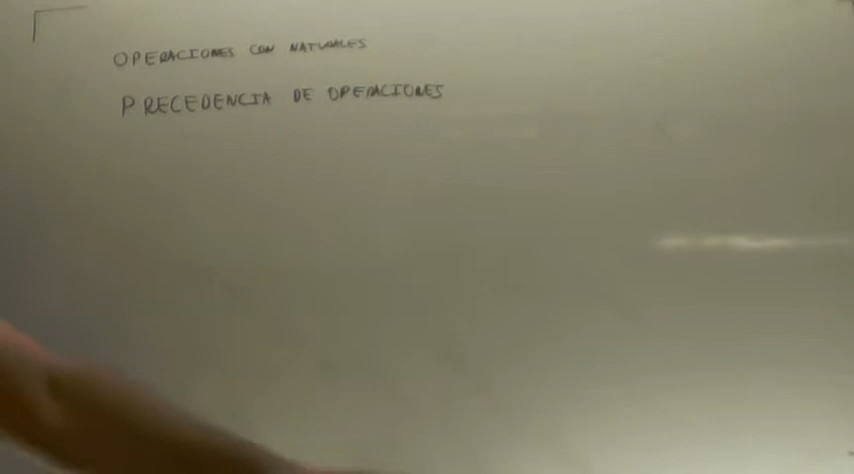 OPERACIONES CON NATURALES
PRECEDENCIA DE OPERACIONES